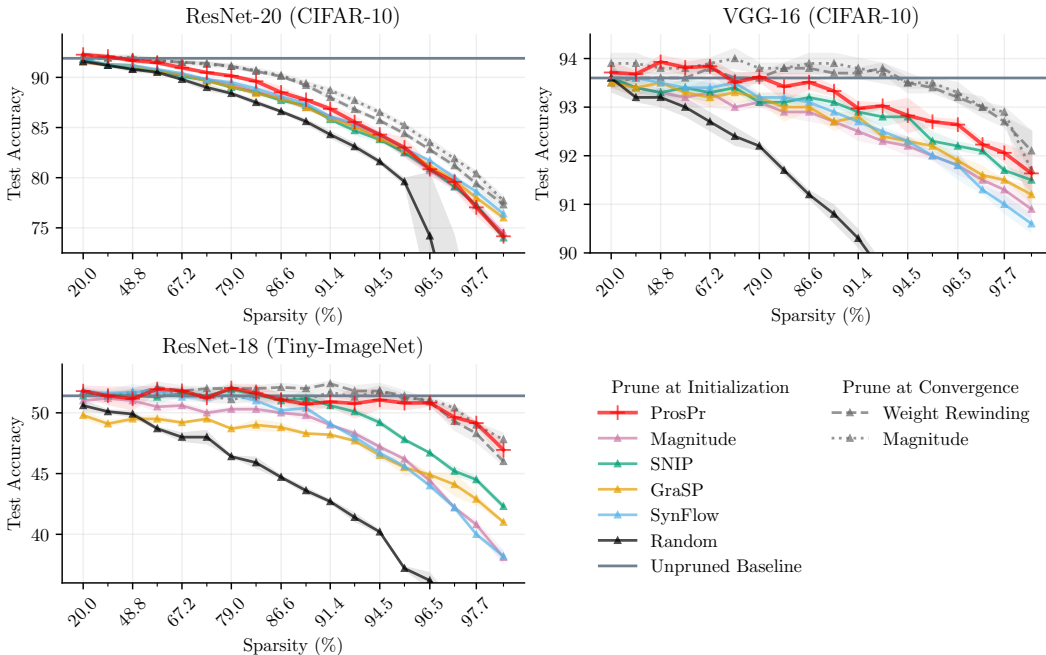 ResNet-20 (CIFAR-10)
Test Accuracy
90
85
80
75
20.0
48.8
67.2
79.0
86.6
91.4
94.5
96.5
97.7
Sparsity (%)
VGG-16 (CIFAR-10)
Test Accuracy
94
93
92
91
90
20.0
48.8
67.2
79.0
86.6
91.4
94.5
96.5
97.7
Sparsity (%)
ResNet-18 (Tiny-ImageNet)
Test Accuracy
50
45
40
20.0
48.8
67.2
79.0
86.6
91.4
94.5
96.5
97.7
Sparsity (%)
Prune at Initialization
ProsPr
Magnitude
SNIP
GraSP
SynFlow
Random
Unpruned Baseline
Prune at Convergence
Weight Rewinding
Magnitude